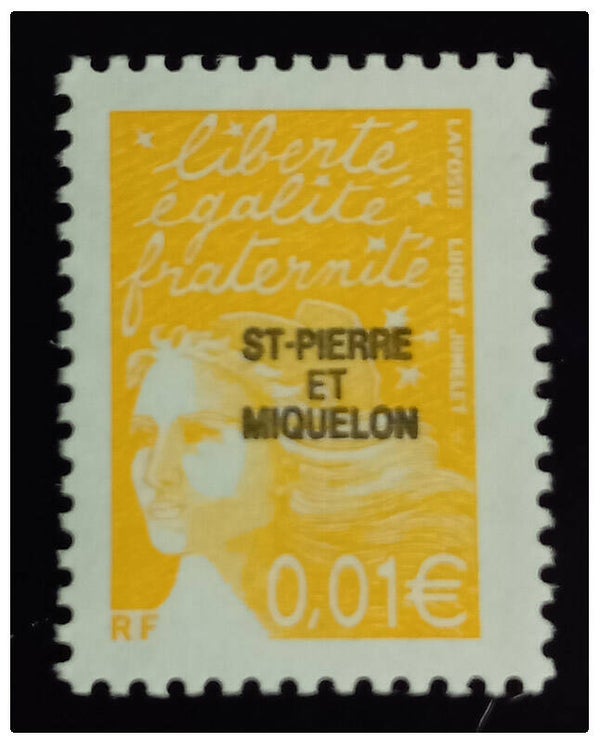 liberté
égalité
fraternité
LAPOSTE LUQUET JUMELET
ST-PIERRE
ET
MIQUELON
0,01€
RF